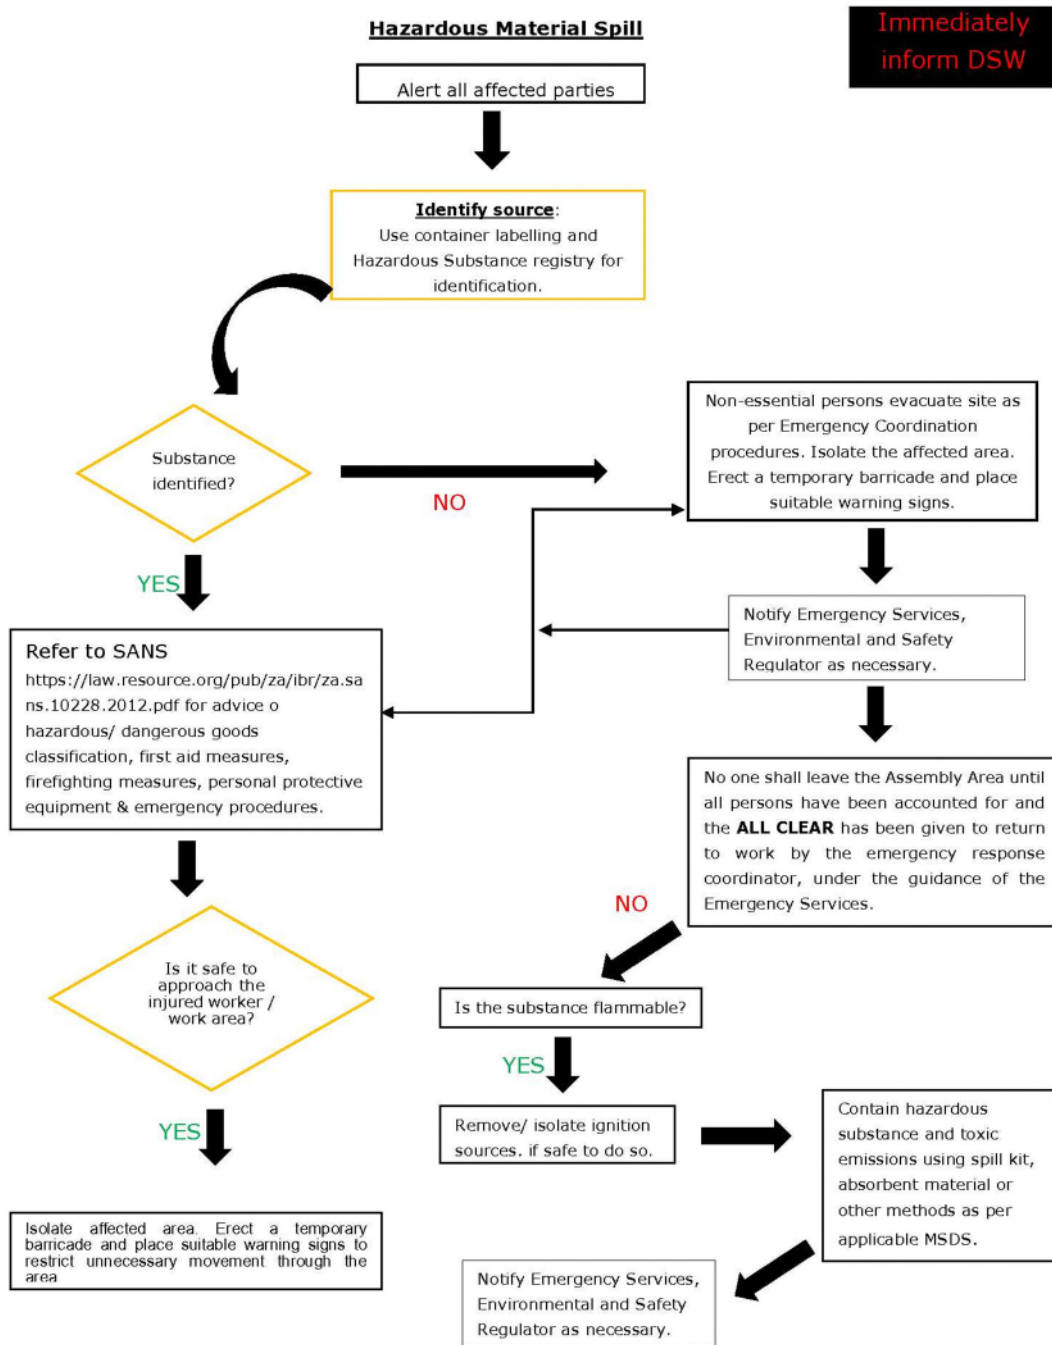 Hazardous Material Spill
Immediately
inform DSW
Alert all affected parties
Identify source:
Use container labelling and
Hazardous Substance registry for
identification.
Substance
identified?
NO
YES
Non-essential persons evacuate site as
per Emergency Coordination
procedures. Isolate the affected area.
Erect a temporary barricade and place
suitable warning signs.
Notify Emergency Services,
Environmental and Safety
Regulator as necessary.
Refer to SANS
https://law.resource.org/pub/za/ibr/za.sa
ns.10228.2012.pdf for advice o
hazardous/ dangerous goods
classification, first aid measures,
firefighting measures, personal protective
equipment & emergency procedures.
No one shall leave the Assembly Area until
all persons have been accounted for and
the ALL CLEAR has been given to return
to work by the emergency response
coordinator, under the guidance of the
Emergency Services.
NO
Is it safe to
approach the
injured worker /
work area?
YES
Is the substance flammable?
YES
Remove/ isolate ignition
sources. if safe to do so.
Contain hazardous
substance and toxic
emissions using spill kit,
absorbent material or
other methods as per
applicable MSDS.
Isolate affected area. Erect a temporary
barricade and place suitable warning signs to
restrict unnecessary movement through the
area
Notify Emergency Services,
Environmental and Safety
Regulator as necessary.